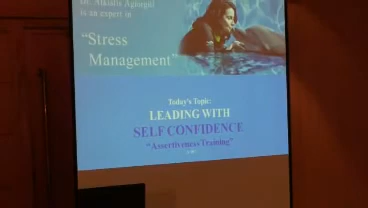 is an expert in
"Stress
Management"
Today's Topic:
LEADING WITH
SELF CONFIDENCE
"Assertiveness Training"